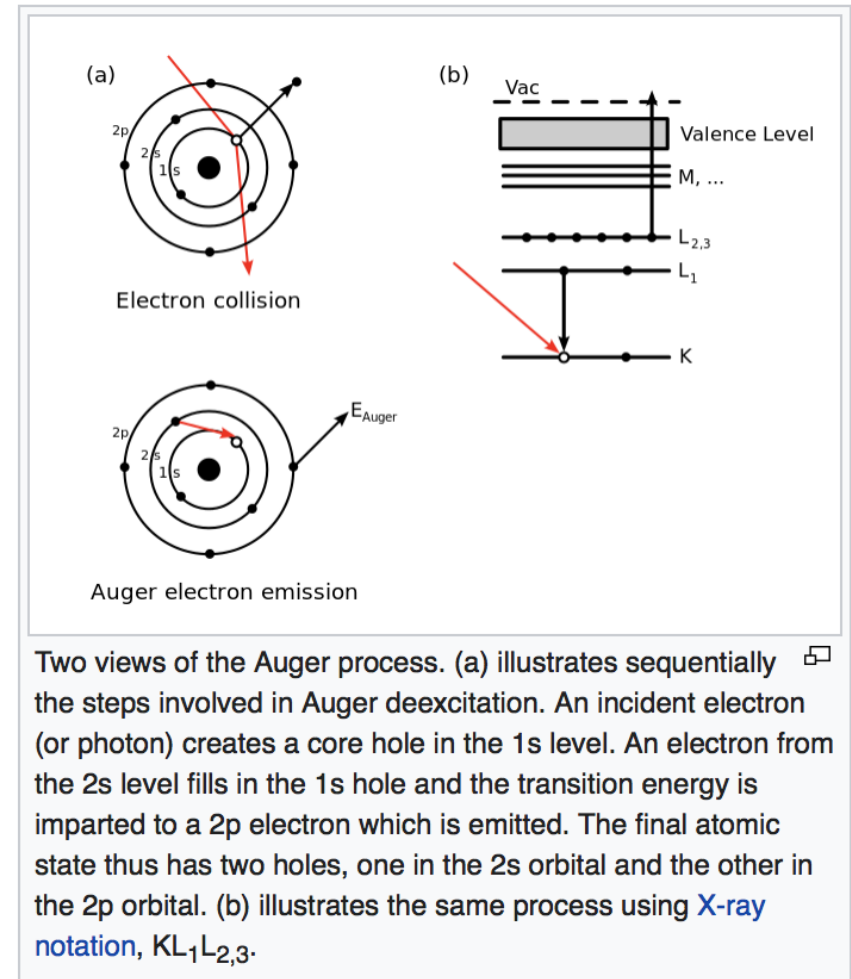 (a)
2p
2s
1s
Electron collision
2p
2s
1s
E_Auger
Auger electron emission
(b)
Vac
Valence Level
M, ...
L2,3
L1
K
Two views of the Auger process. (a) illustrates sequentially
the steps involved in Auger deexcitation. An incident electron
(or photon) creates a core hole in the 1s level. An electron from
the 2s level fills in the 1s hole and the transition energy is
imparted to a 2p electron which is emitted. The final atomic
state thus has two holes, one in the 2s orbital and the other in
the 2p orbital. (b) illustrates the same process using X-ray
notation, KL1L2,3.